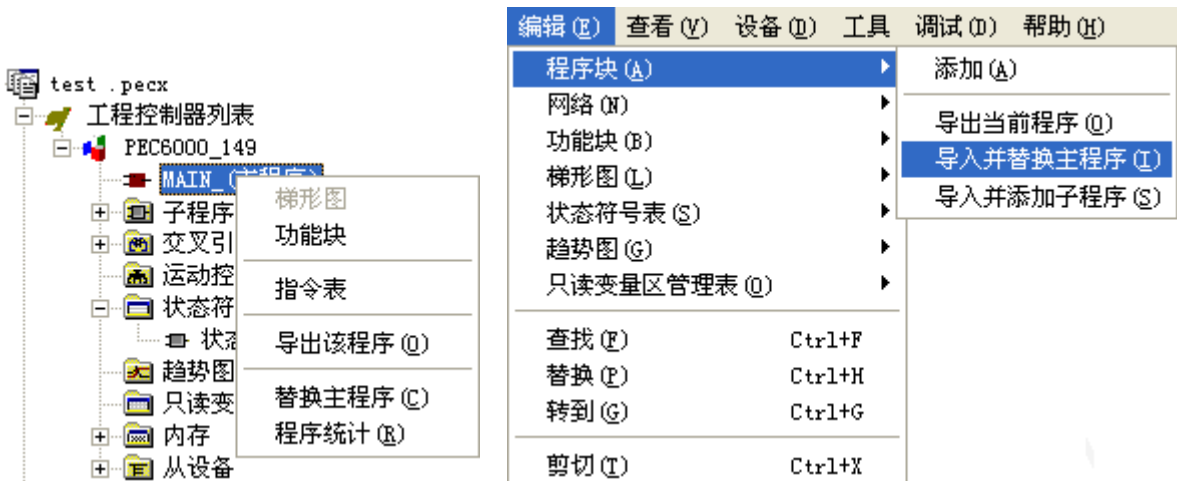 test .pecx
工程控制器列表
PEC6000_149
MAIN_(主程序)
子程序
交叉引
运动控
状态符
状态
趋势图
只读变
内存
从设备
梯形图
功能块
指令表
导出该程序(O)
替换主程序(C)
程序统计(R)
编辑(E) 查看(V) 设备(D) 工具 调试(D) 帮助(H)
程序块(A)
网络(N)
功能块(B)
梯形图(L)
状态符号表(S)
趋势图(G)
只读变量区管理表(Q)
查找(F) Ctrl+F
替换(P) Ctrl+H
转到(G) Ctrl+G
剪切(T) Ctrl+X
添加(A)
导出当前程序(O)
导入并替换主程序(I)
导入并添加子程序(S)